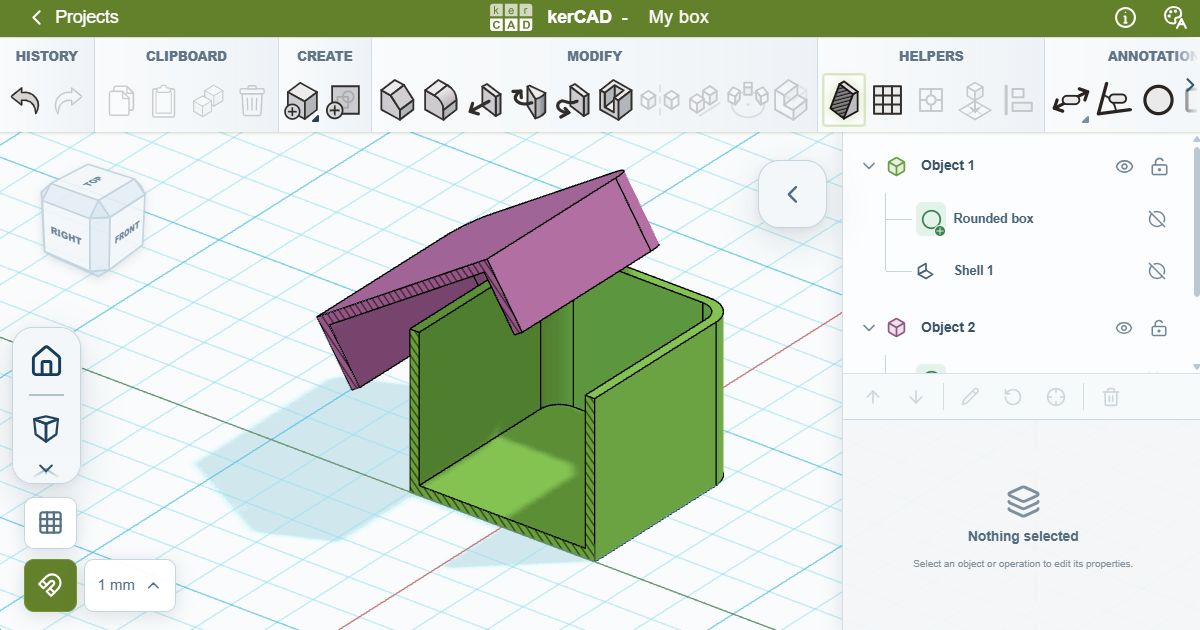 Projects
ker
CAD
kerCAD - My box
HISTORY
CLIPBOARD
CREATE
MODIFY
HELPERS
ANNOTATION
TOP
RIGHT
FRONT
Object 1
Rounded box
Shell 1
Object 2
1 mm
Nothing selected
Select an object or operation to edit its properties.